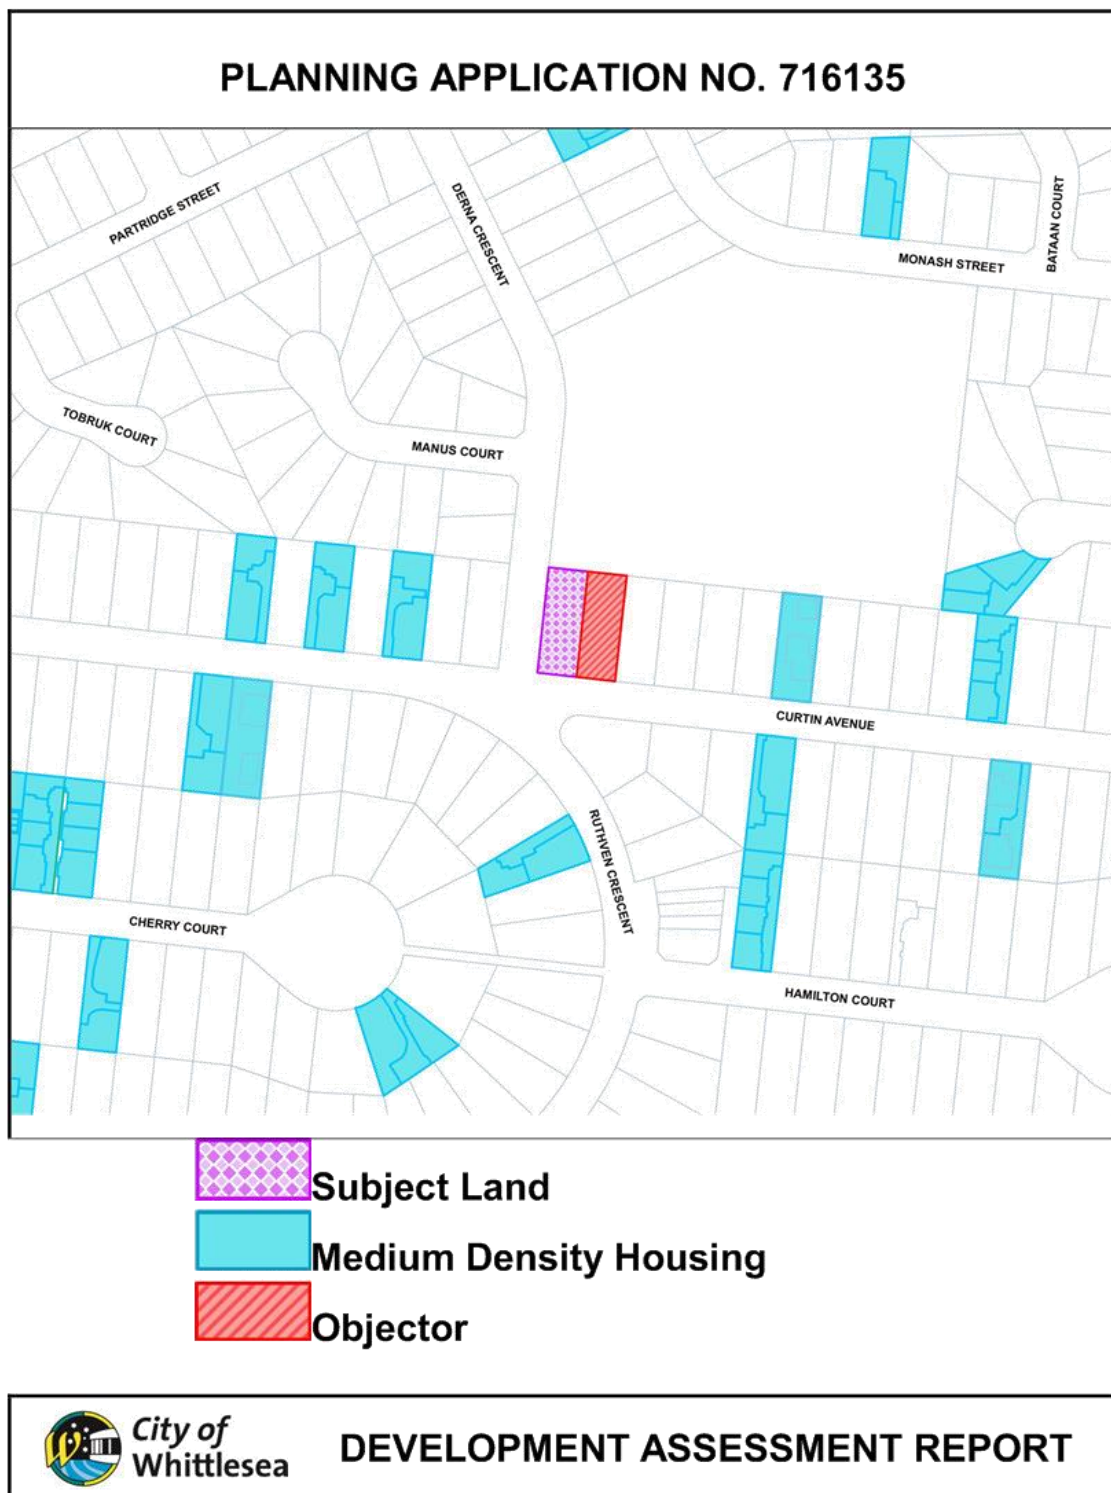 PLANNING APPLICATION NO. 716135
PARTRIDGE STREET
DERNA CRESCENT
MONASH STREET
BATAAN COURT
TOBRUK COURT
MANUS COURT
CURTIN AVENUE
RUTHVEN CRESCENT
CHERRY COURT
HAMILTON COURT
Subject Land
Medium Density Housing
Objector
City of
Whittlesea
DEVELOPMENT ASSESSMENT REPORT